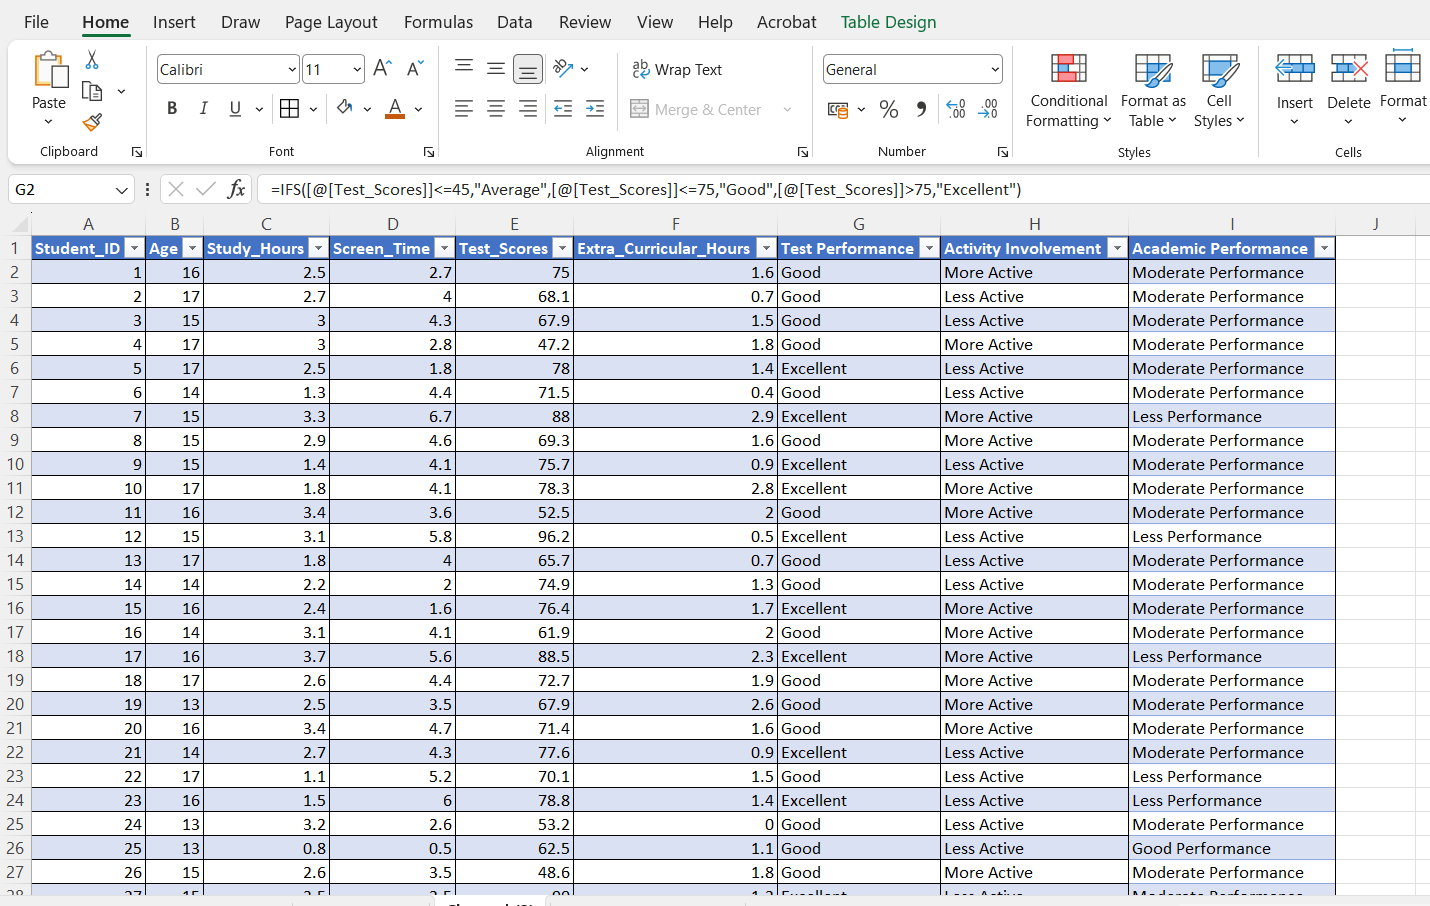 File Home Insert Draw Page Layout Formulas Data Review View Help Acrobat Table Design
Calibri 11 Wrap Text General
Paste Conditional Formatting Format as Table Cell Styles Insert Delete Format
B I U A Merge & Center % .00
Clipboard Font Alignment Number Styles Cells
G2 fx =IFS([@[Test_Scores]]<=45,"Average",[@[Test_Scores]]<=75,"Good",[@[Test_Scores]]>75,"Excellent")
A B C D E F G H I J
1 Student_ID Age Study_Hours Screen_Time Test_Scores Extra_Curricular_Hours Test Performance Activity Involvement Academic Performance
2 1 16 2.5 2.7 75 1.6 Good More Active Moderate Performance
3 2 17 2.7 4 68.1 0.7 Good Less Active Moderate Performance
4 3 15 3 4.3 67.9 1.5 Good Less Active Moderate Performance
5 4 17 3 2.8 47.2 1.8 Good More Active Moderate Performance
6 5 17 2.5 1.8 78 1.4 Excellent Less Active Moderate Performance
7 6 14 1.3 4.4 71.5 0.4 Good Less Active Moderate Performance
8 7 15 3.3 6.7 88 2.9 Excellent More Active Less Performance
9 8 15 2.9 4.6 69.3 1.6 Good More Active Moderate Performance
10 9 15 1.4 4.1 75.7 0.9 Excellent Less Active Moderate Performance
11 10 17 1.8 4.1 78.3 2.8 Excellent More Active Moderate Performance
12 11 16 3.4 3.6 52.5 2 Good More Active Moderate Performance
13 12 15 3.1 5.8 96.2 0.5 Excellent Less Active Less Performance
14 13 17 1.8 4 65.7 0.7 Good Less Active Moderate Performance
15 14 14 2.2 2 74.9 1.3 Good Less Active Moderate Performance
16 15 16 2.4 1.6 76.4 1.7 Excellent More Active Moderate Performance
17 16 14 3.1 4.1 61.9 2 Good More Active Moderate Performance
18 17 16 3.7 5.6 88.5 2.3 Excellent More Active Less Performance
19 18 17 2.6 4.4 72.7 1.9 Good More Active Moderate Performance
20 19 13 2.5 3.5 67.9 2.6 Good More Active Moderate Performance
21 20 16 3.4 4.7 71.4 1.6 Good More Active Moderate Performance
22 21 14 2.7 4.3 77.6 0.9 Excellent Less Active Moderate Performance
23 22 17 1.1 5.2 70.1 1.5 Good Less Active Less Performance
24 23 16 1.5 6 78.8 1.4 Excellent Less Active Less Performance
25 24 13 3.2 2.6 53.2 0 Good Less Active Moderate Performance
26 25 13 0.8 0.5 62.5 1.1 Good Less Active Good Performance
27 26 15 2.6 3.5 48.6 1.8 Good More Active Moderate Performance